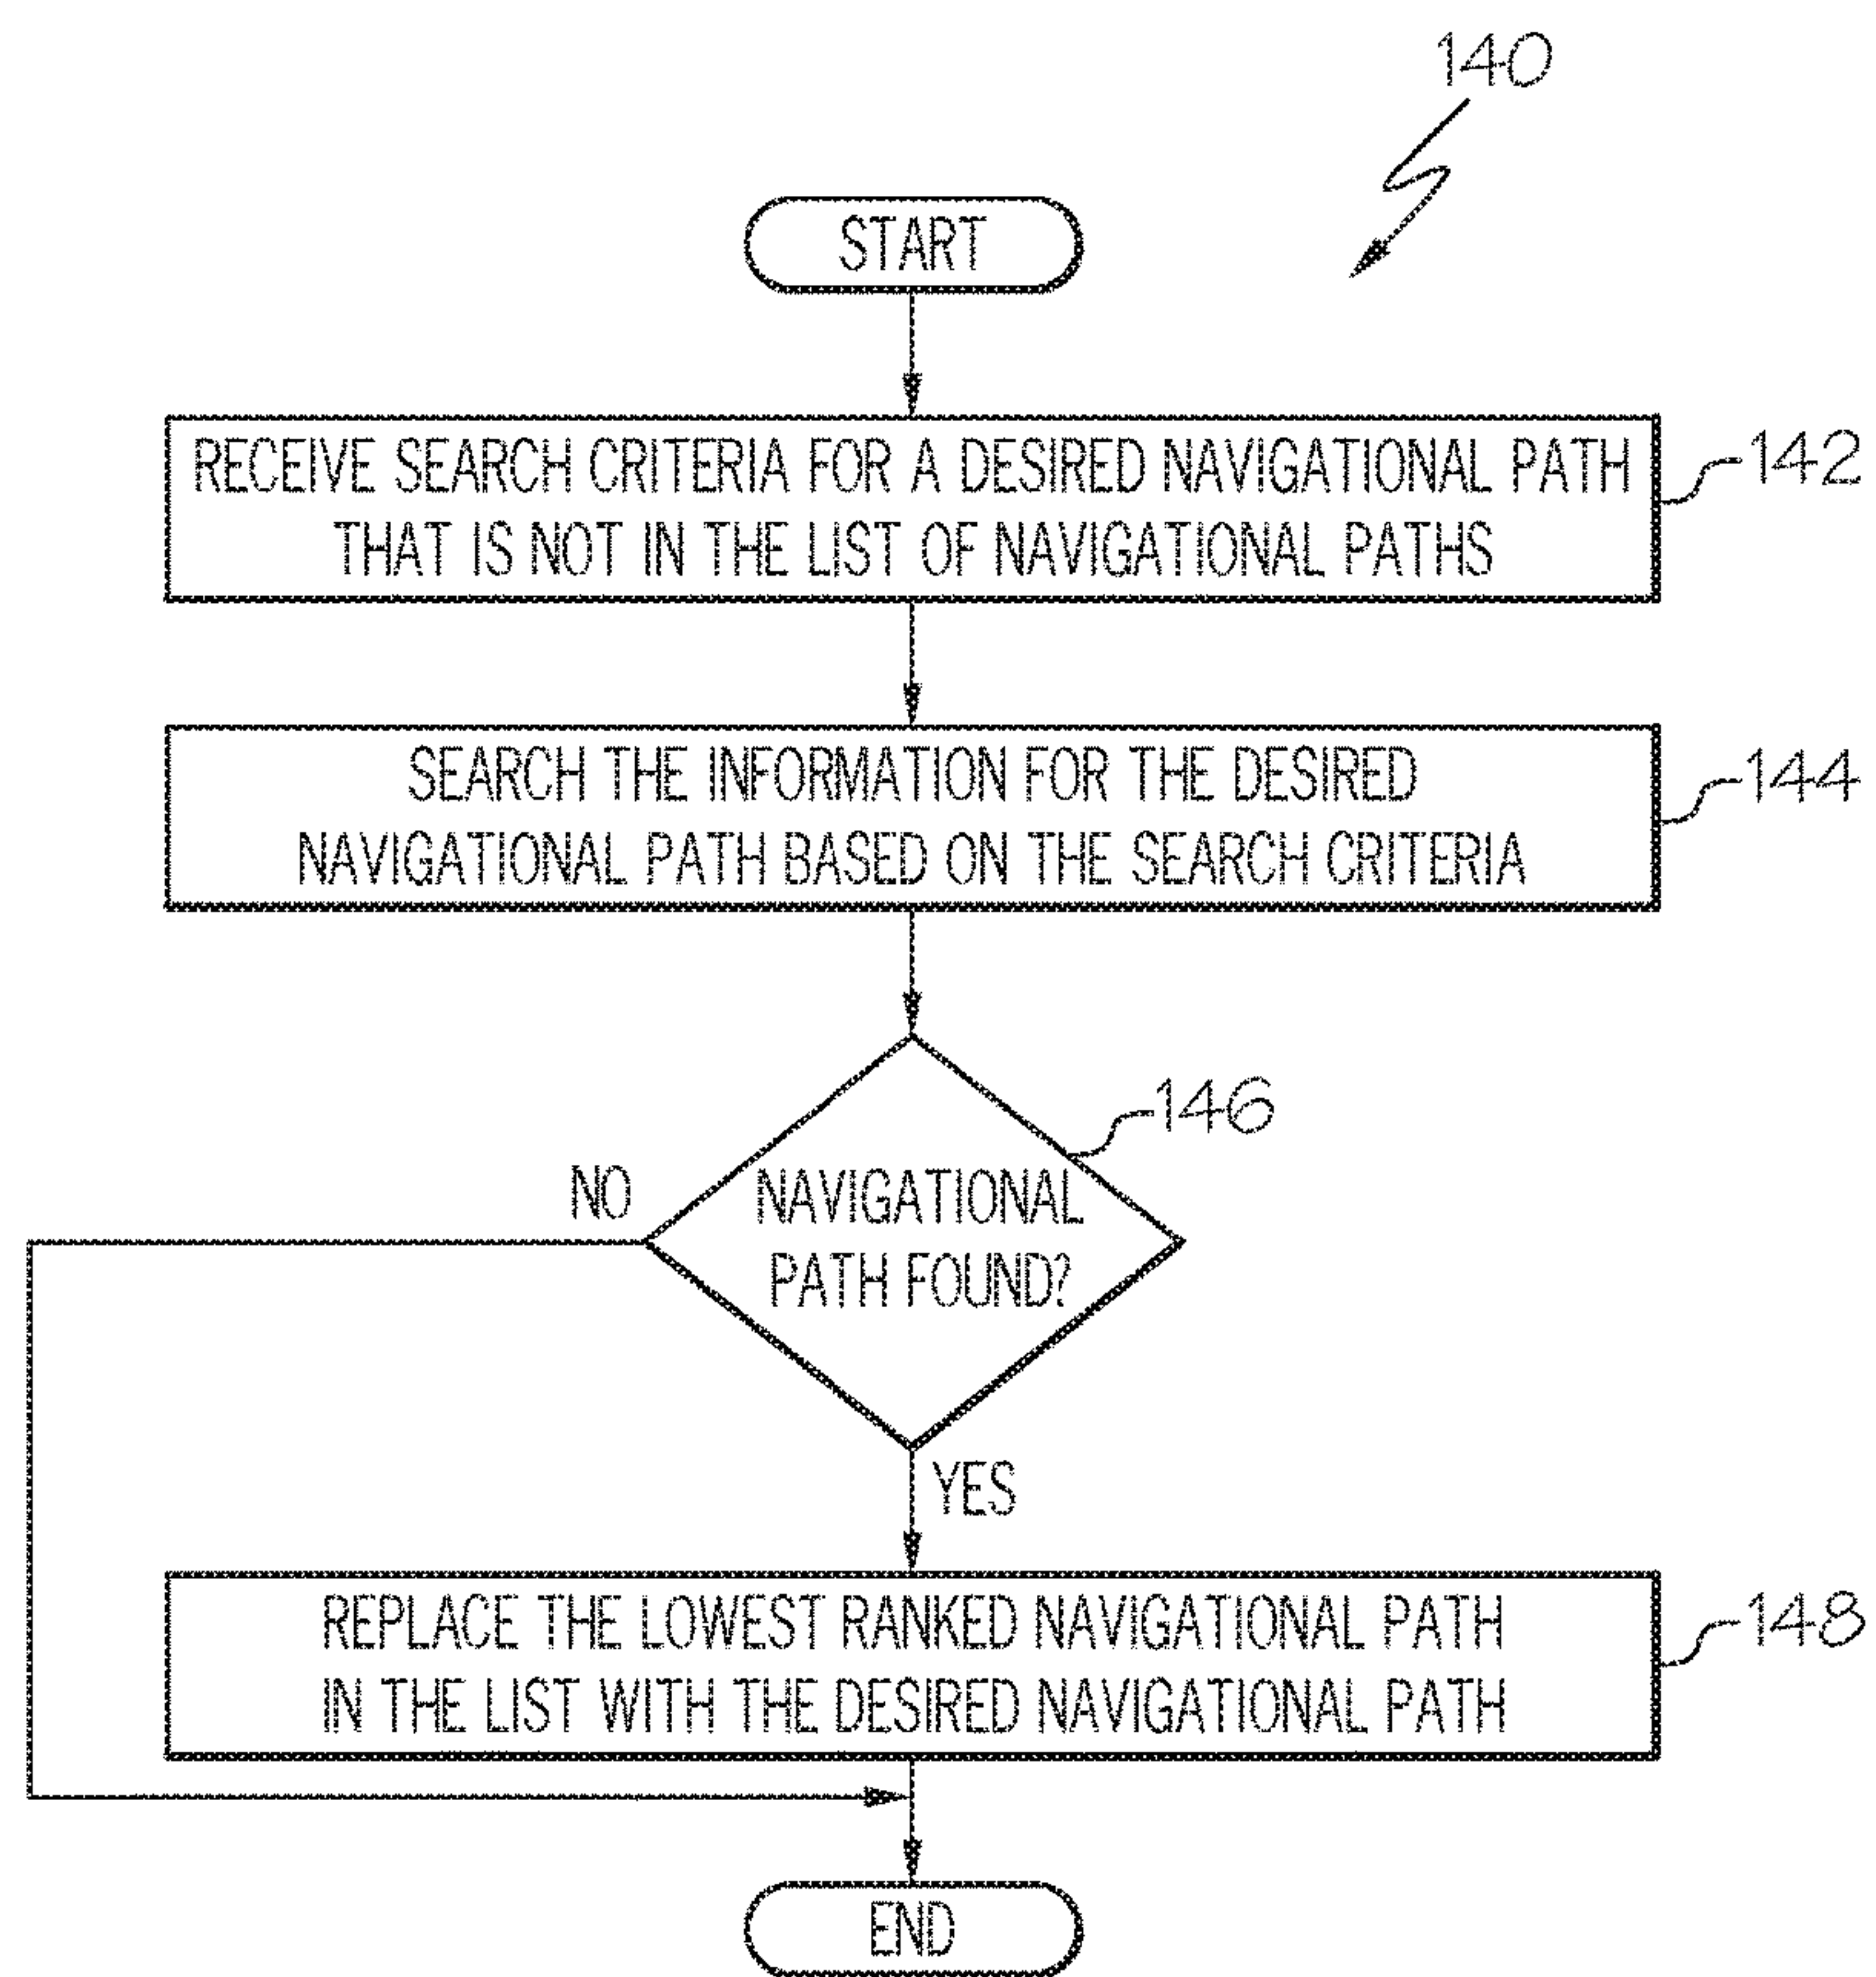 140
START
RECEIVE SEARCH CRITERIA FOR A DESIRED NAVIGATIONAL PATH
THAT IS NOT IN THE LIST OF NAVIGATIONAL PATHS
142
SEARCH THE INFORMATION FOR THE DESIRED
NAVIGATIONAL PATH BASED ON THE SEARCH CRITERIA
144
146
NO
NAVIGATIONAL
PATH FOUND?
YES
REPLACE THE LOWEST RANKED NAVIGATIONAL PATH
IN THE LIST WITH THE DESIRED NAVIGATIONAL PATH
148
END